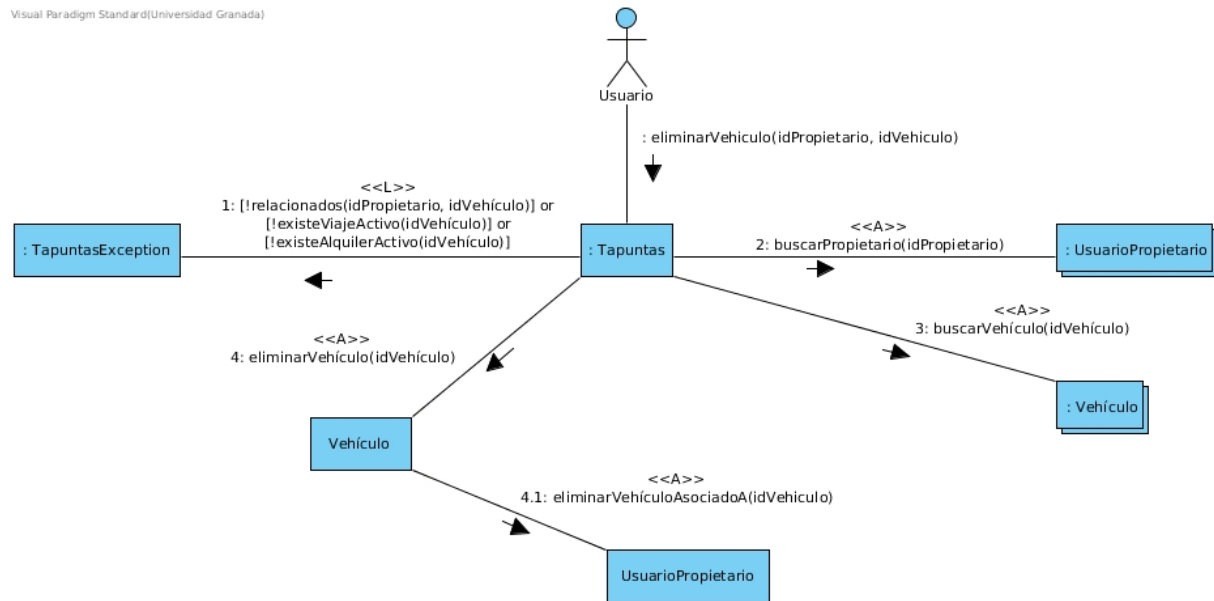 Visual Paradigm Standard(Universidad Granada)
Usuario
: eliminarVehiculo(idPropietario, idVehiculo)
<<L>>
1: [!relacionados(idPropietario, idVehículo)] or
[!existeViajeActivo(idVehículo)] or
[!existeAlquilerActivo(idVehículo)]
<<A>>
2: buscarPropietario(idPropietario)
: TapuntasException
: Tapuntas
: UsuarioPropietario
<<A>>
3: buscarVehículo(idVehículo)
<<A>>
4: eliminarVehículo(idVehículo)
: Vehículo
Vehículo
<<A>>
4.1: eliminarVehículoAsociadoA(idVehiculo)
UsuarioPropietario